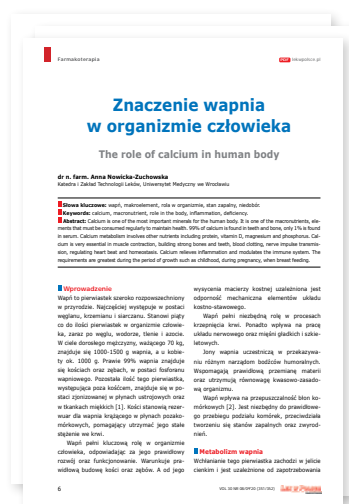 Farmakoterapia
Znaczenie wapnia
w organizmie człowieka
The role of calcium in human body
dr n. farm. Anna Nowicka-Zuchowska
Katedra i Zakład Technologii Leków, Uniwersytet Medyczny we Wrocławiu
Słowa kluczowe: wapń, makroelement, rola w organizmie, stan zapalny, niedobór.
Keywords: calcium, macronutrient, role in the body, inflammation, deficiency.
Abstract: Calcium is one of the most important minerals for the human body. It is one of the macronutrients, ele-
ments that must be consumed regularly to maintain health. 99% of calcium is found in teeth and bone, only 1% is found
in serum. Calcium metabolism involves other nutrients including protein, vitamin D, magnesium and phosphorus. Cal-
cium is very essential in muscle contraction, building strong bones and teeth, blood clotting, nerve impulse transmis-
sion, regulating heart beat and homeostasis. Calcium relieves inflammation and modulates the immune system. The
requirements are greatest during the period of growth such as childhood, during pregnancy, when breast feeding.
Wprowadzenie
Wapń to pierwiastek szeroko rozpowszechniony
w przyrodzie. Najczęściej występuje w postaci
węglanu, krzemianu i siarczanu. Stanowi piąty
co do ilości pierwiastek w organizmie człowie-
ka, zaraz po węglu, wodorze, tlenie i azocie.
W ciele dorosłego mężczyzny, ważącego 70 kg,
znajduje się 1000-1500 g wapnia, a u kobie-
ty ok. 1000 g. Prawie 99% wapnia znajduje
się kościach oraz zębach, w postaci fosforanu
wapniowego. Pozostała ilość tego pierwiastka,
występująca poza kośćcem, znajduje się w po-
staci zjonizowanej w płynach ustrojowych oraz
w tkankach miękkich [1]. Kości stanowią rezer-
wuar dla wapnia krążącego w płynach pozako-
mórkowych, pomagający utrzymać jego stałe
stężenie we krwi.
Wapń pełni kluczową rolę w organizmie
człowieka, odpowiadając za jego prawidłowy
rozwój oraz funkcjonowanie. Warunkuje pra-
widłową budowę kości oraz zębów. A od jego
wysycenia macierzy kostnej uzależniona jest
odporność mechaniczna elementów układu
kostno-stawowego.
Wapń pełni niezbędną rolę w procesach
krzepnięcia krwi. Ponadto wpływa na pracę
układu nerwowego oraz mięśni gładkich i szkie-
letowych.
Jony wapnia uczestniczą w przekazywa-
niu różnym narządom bodźców humoralnych.
Wspomagają prawidłową przemianę materii
oraz utrzymują równowagę kwasowo-zasado-
wą organizmu.
Wapń wpływa na przepuszczalność błon ko-
mórkowych [2]. Jest niezbędny do prawidłowe-
go przebiegu podziału komórek, przeciwdziała
tworzeniu się stanów zapalnych oraz zwyrod-
nień.
Metabolizm wapnia
Wchłanianie tego pierwiastka zachodzi w jelicie
cienkim i jest uzależnione od zapotrzebowania
6